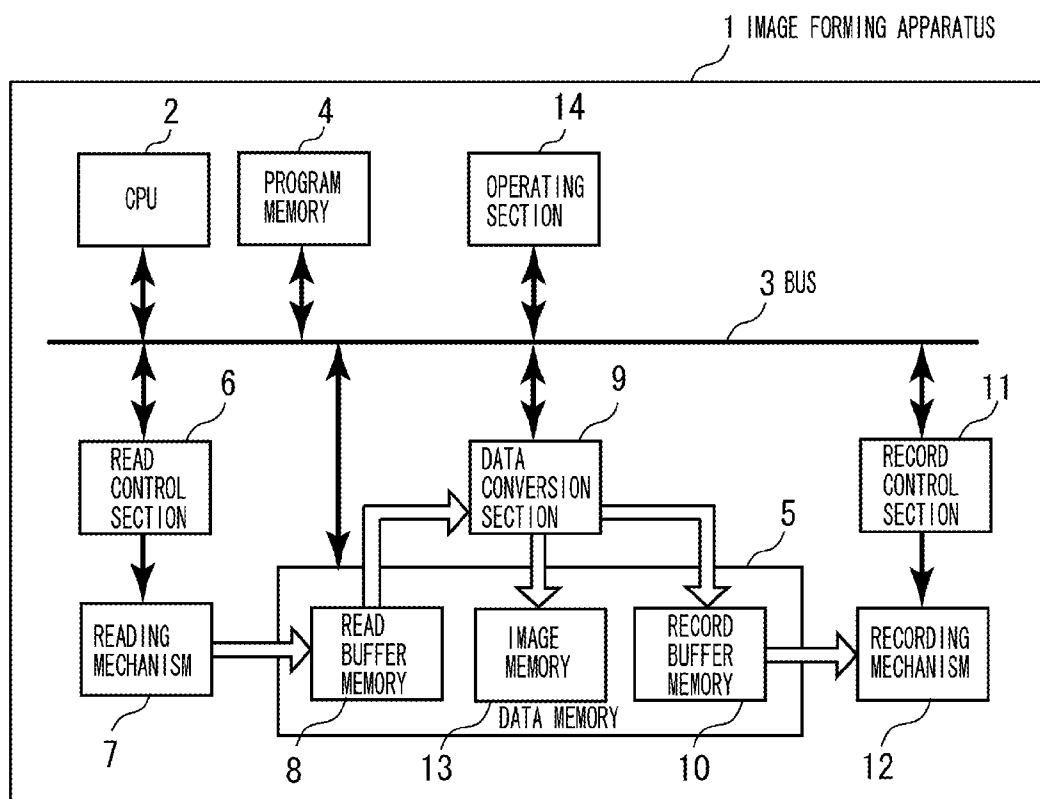 1 IMAGE FORMING APPARATUS
2
4
14
CPU
PROGRAM
MEMORY
OPERATING
SECTION
3 BUS
6
9
11
READ
CONTROL
SECTION
DATA
CONVERSION
SECTION
RECORD
CONTROL
SECTION
5
READING
MECHANISM
READ
BUFFER
MEMORY
IMAGE
MEMORY
RECORD
BUFFER
MEMORY
RECORDING
MECHANISM
DATA MEMORY
7
8
13
10
12